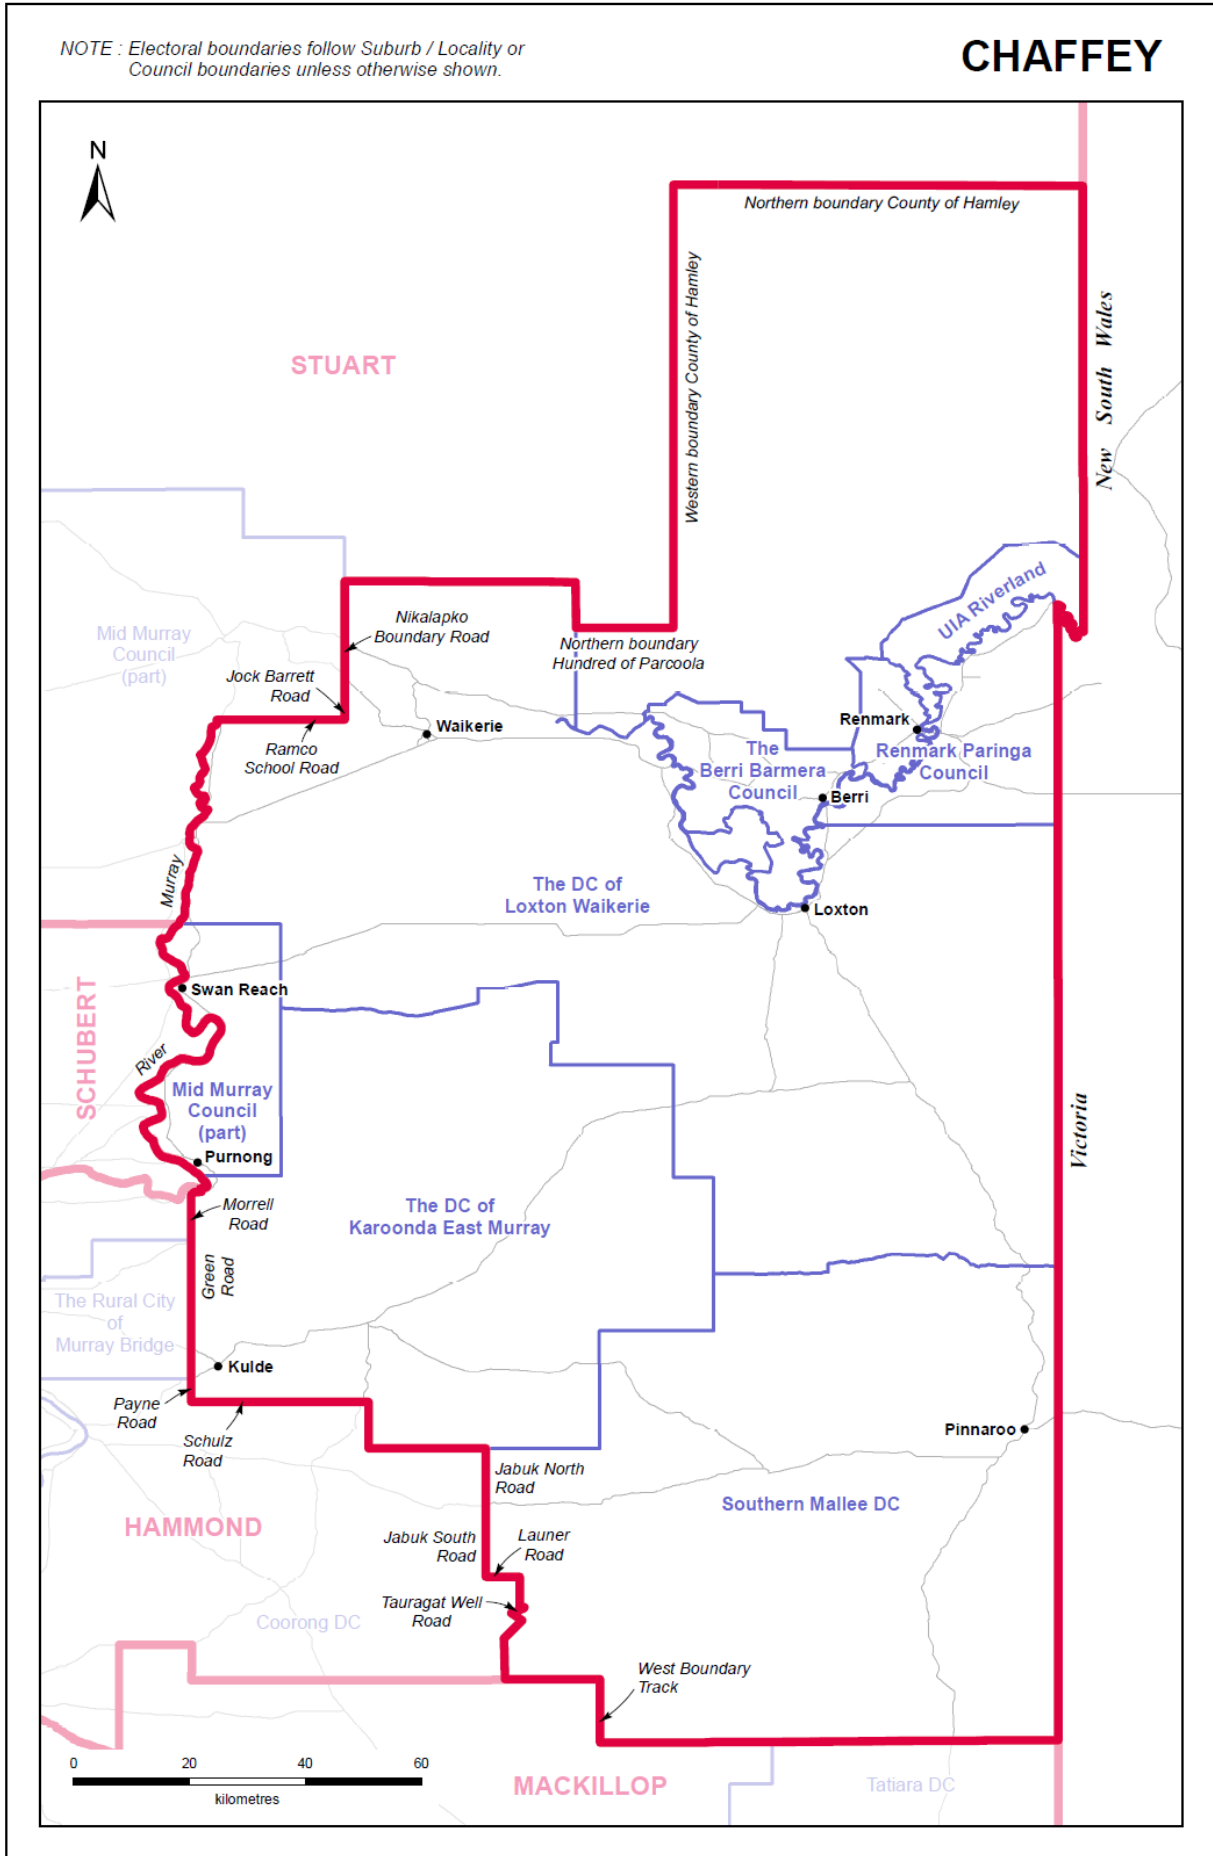 NOTE : Electoral boundaries follow Suburb / Locality or
Council boundaries unless otherwise shown.
CHAFFEY
N
Northern boundary County of Hamley
Western boundary County of Hamley
New South Wales
STUART
UIA Riverland
Mid Murray
Council
(part)
Nikalapko
Boundary Road
Northern boundary
Hundred of Parcoola
Jock Barrett
Road
Waikerie
Ramco
School Road
Renmark
Renmark Paringa
Council
The
Berri Barmera
Council
Berri
Murray
The DC of
Loxton Waikerie
Loxton
SCHUBERT
Swan Reach
River
Mid Murray
Council
(part)
Purnong
Victoria
Morrell
Road
The DC of
Karoonda East Murray
Green
Road
The Rural City
of
Murray Bridge
Kulde
Payne
Road
Schulz
Road
Pinnaroo
Jabuk North
Road
Southern Mallee DC
HAMMOND
Jabuk South
Road
Launer
Road
Tauragat Well
Road
Coorong DC
West Boundary
Track
0 20 40 60
kilometres
MACKILLOP
Tatiara DC